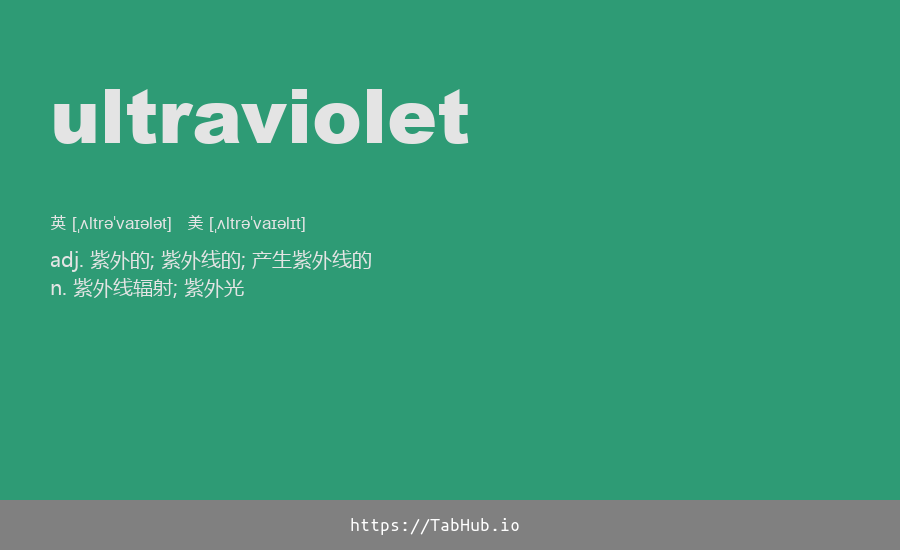 ultraviolet
英 [ˌʌltrəˈvaɪələt] 美 [ˌʌltrəˈvaɪəlɪt]
adj. 紫外的; 紫外线的; 产生紫外线的
n. 紫外线辐射; 紫外光
https://TabHub.io